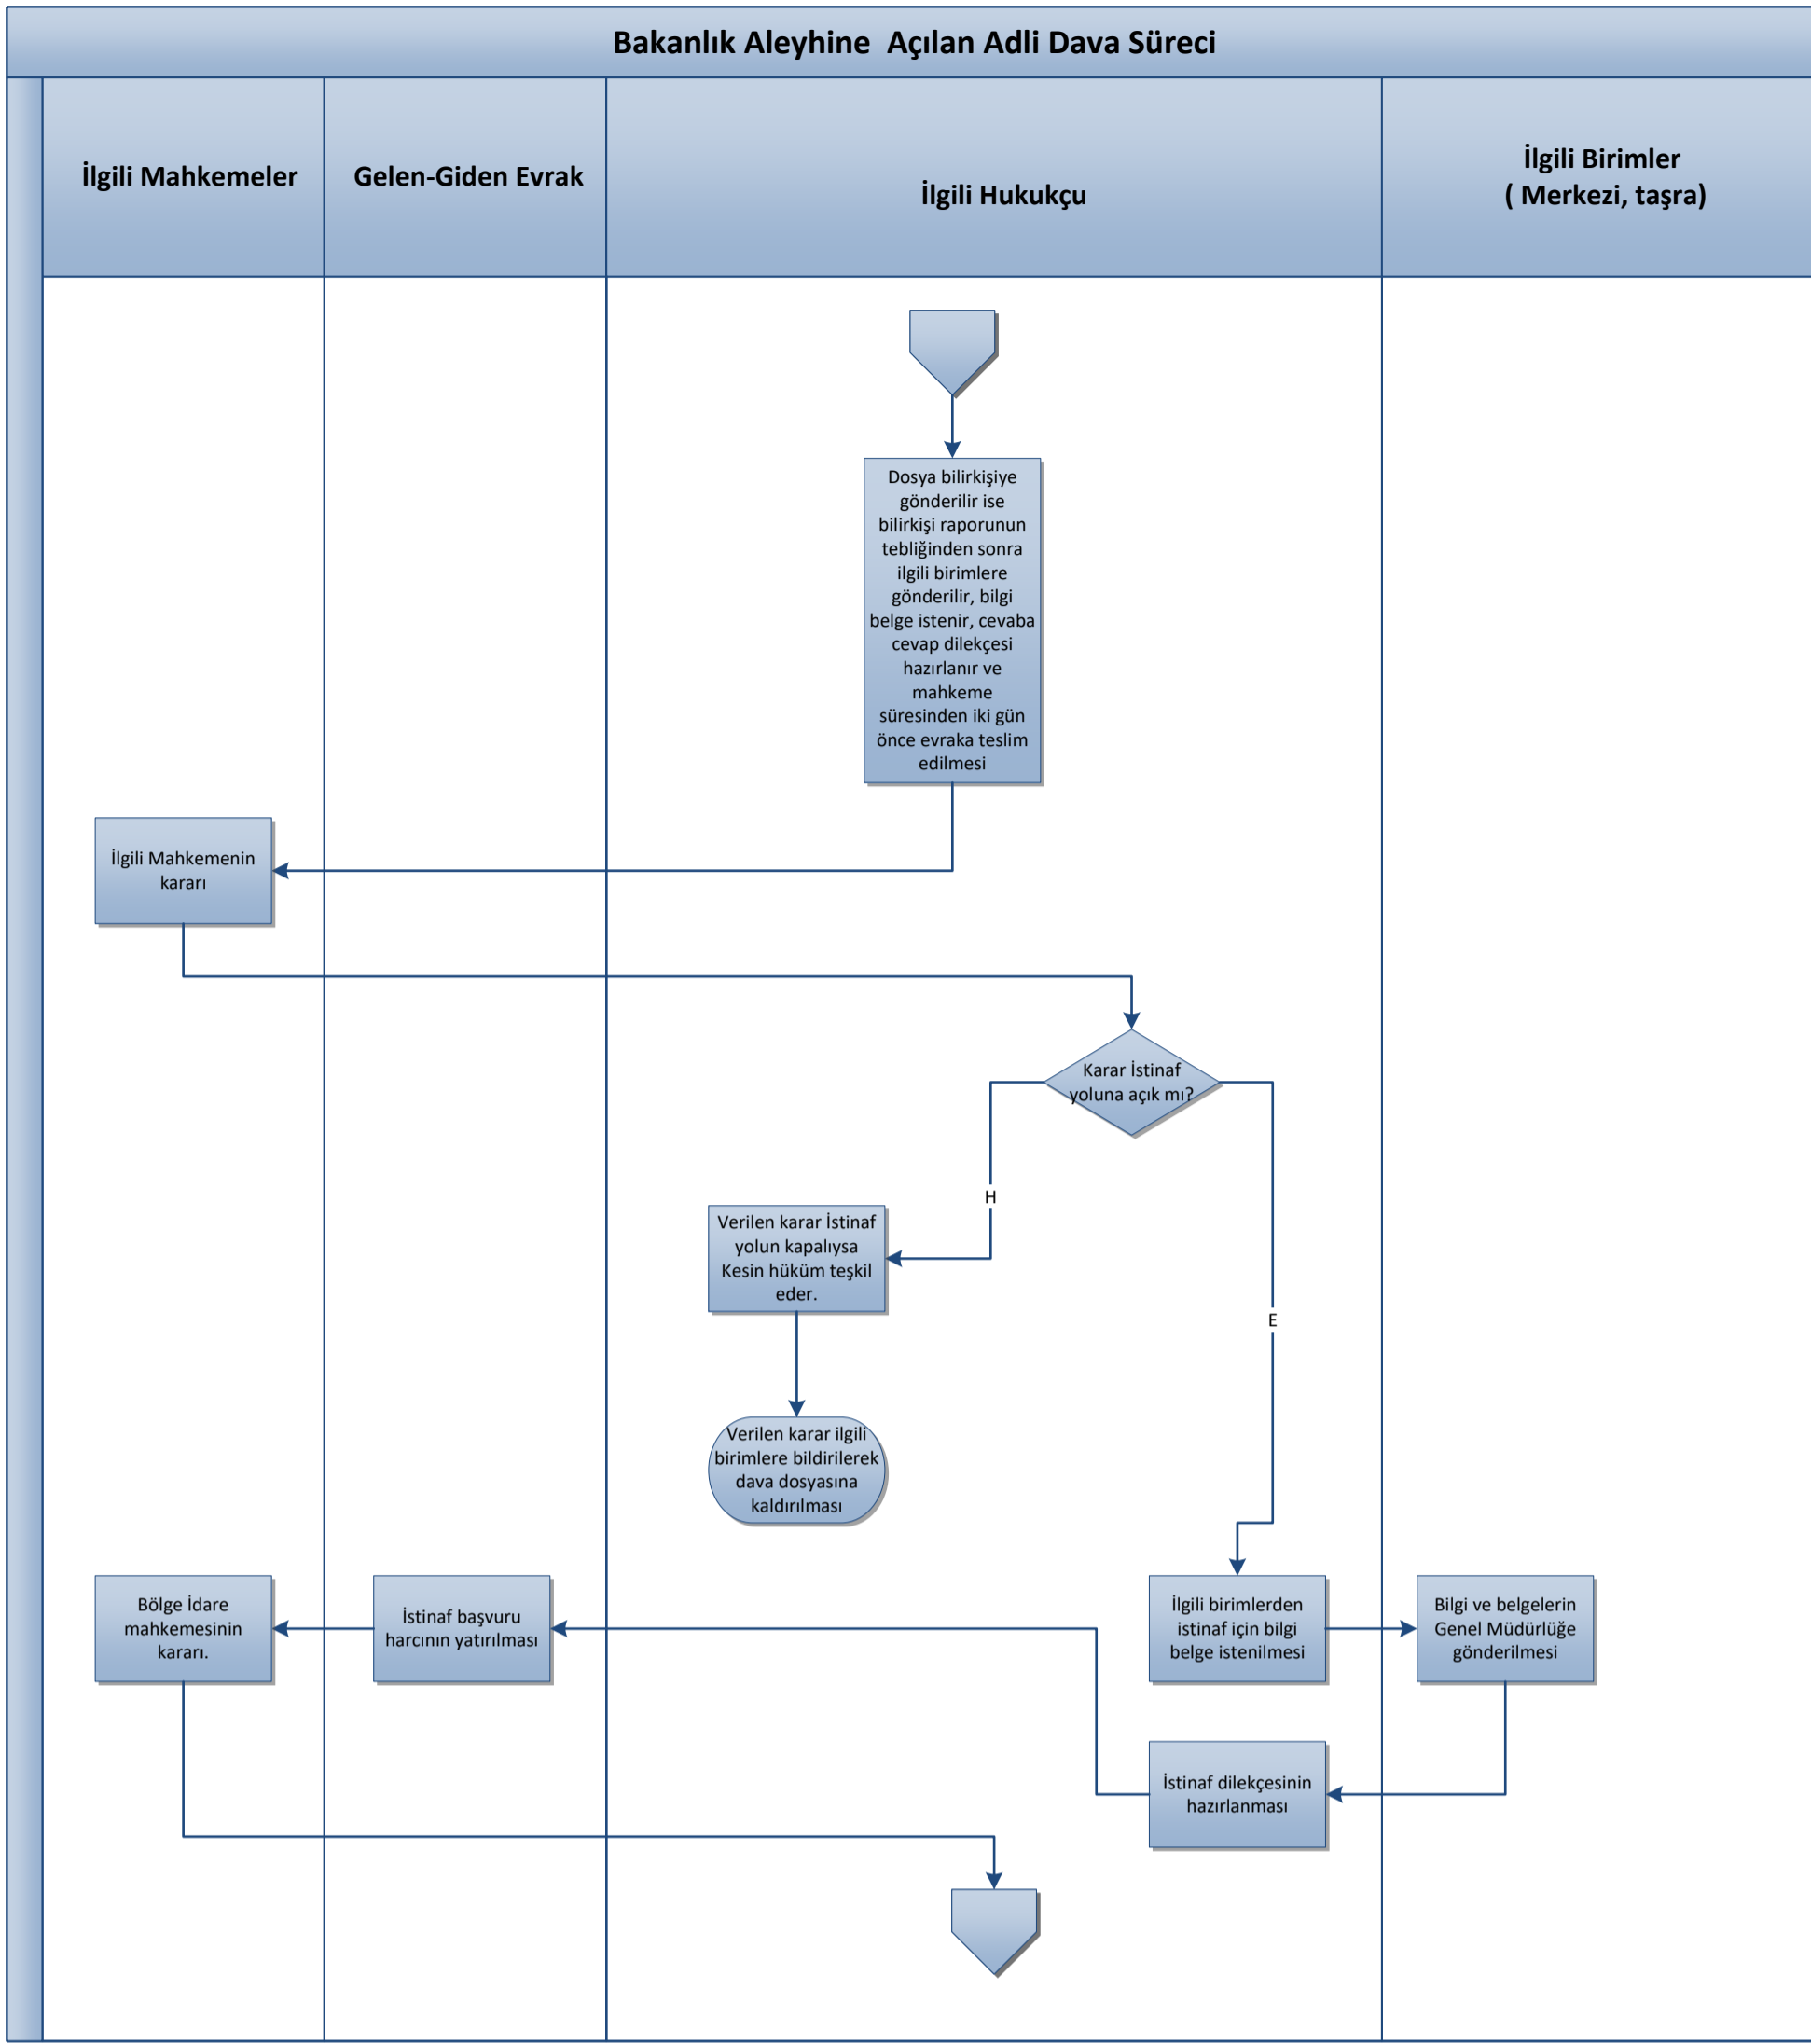 Bakanlık Aleyhine  Açılan Adli Dava Süreci
İlgili Mahkemeler
Gelen-Giden Evrak
İlgili Hukukçu
İlgili Birimler
( Merkezi, taşra)
Dosya bilirkişiye
gönderilir ise
bilirkişi raporunun
tebliğinden sonra
ilgili birimlere
gönderilir, bilgi
belge istenir, cevaba
cevap dilekçesi
hazırlanır ve
mahkeme
süresinden iki gün
önce evraka teslim
edilmesi
İlgili Mahkemenin
kararı
Karar İstinaf
yoluna açık mı?
H
Verilen karar İstinaf
yolun kapalıysa
Kesin hüküm teşkil
eder.
E
Verilen karar ilgili
birimlere bildirilerek
dava dosyasına
kaldırılması
Bölge İdare
mahkemesinin
kararı.
İstinaf başvuru
harcının yatırılması
İlgili birimlerden
istinaf için bilgi
belge istenilmesi
Bilgi ve belgelerin
Genel Müdürlüğe
gönderilmesi
İstinaf dilekçesinin
hazırlanması